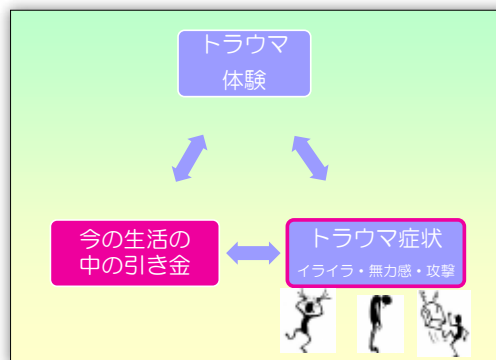 トラウマ
体験
今の生活の
中の引き金
トラウマ症状
イライラ・無力感・攻撃